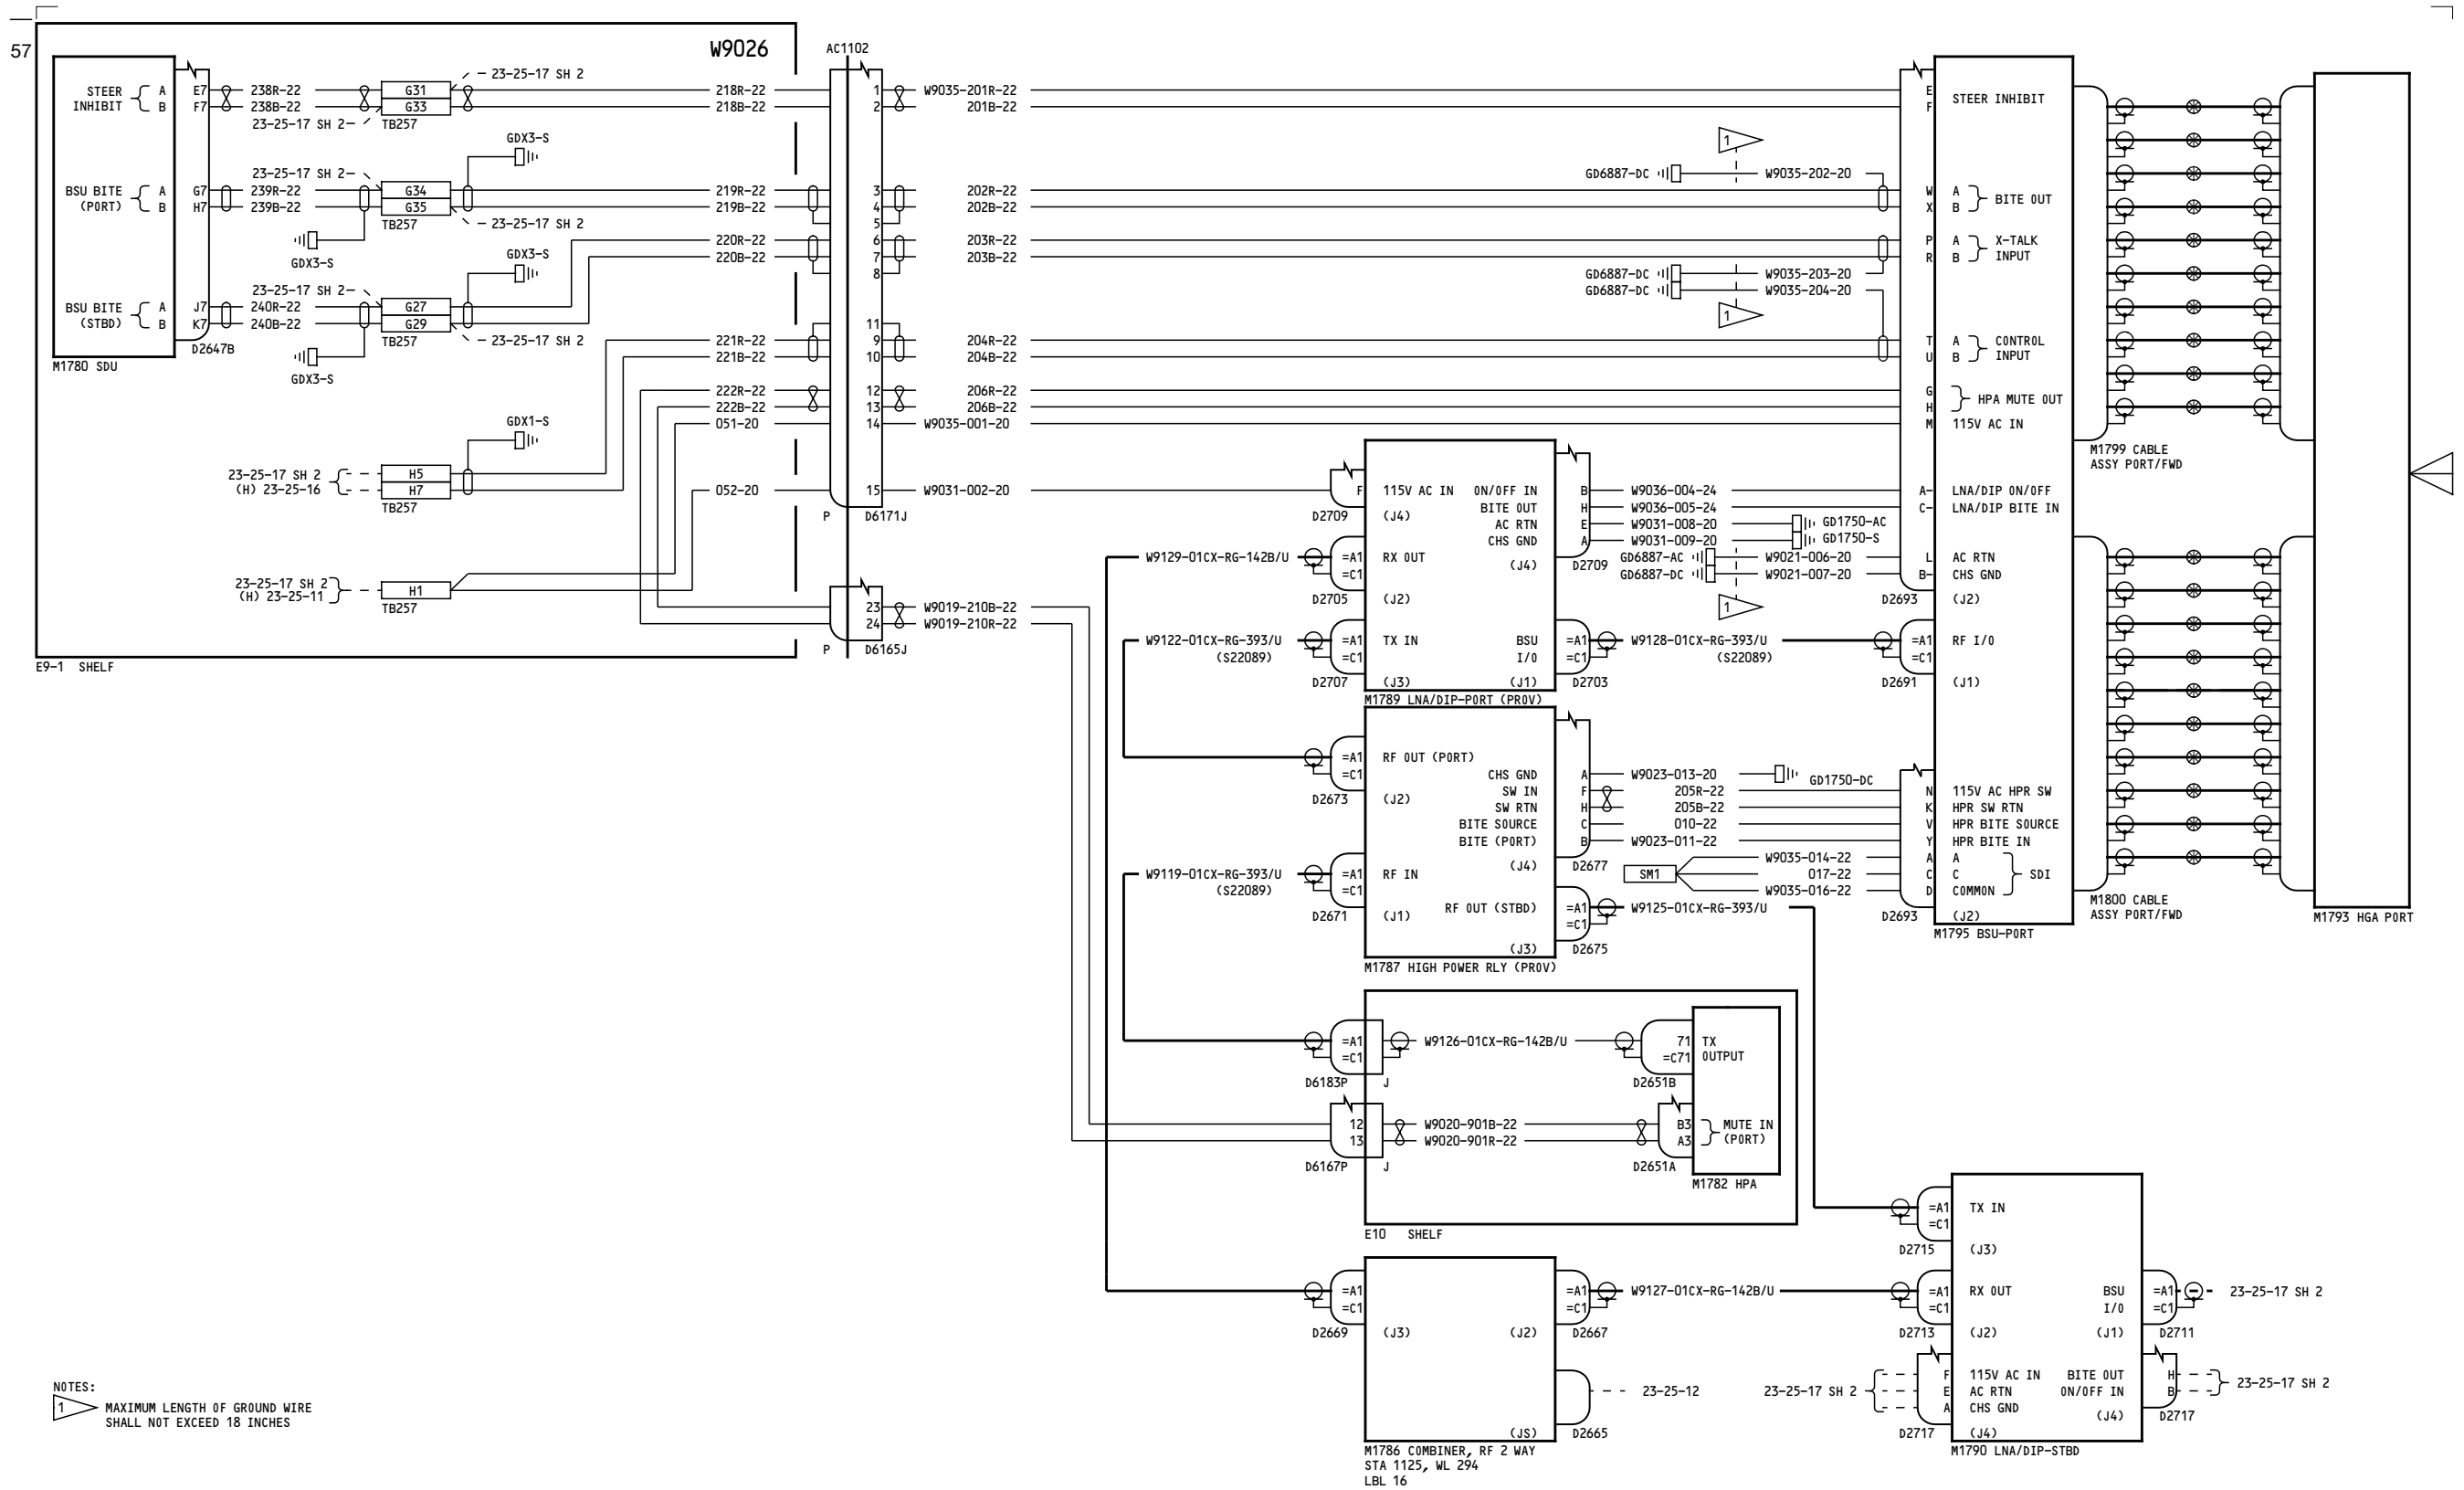 57
W9026
AC1102
STEER
INHIBIT
A
B
E7
F7
238R-22
238B-22
G31
G33
TB257
23-25-17 SH 2
23-25-17 SH 2
218R-22
218B-22
1
2
W9035-201R-22
201B-22
E
F
STEER INHIBIT
GDX3-S
BSU BITE
(PORT)
A
B
G7
H7
239R-22
239B-22
23-25-17 SH 2
G34
G35
TB257
23-25-17 SH 2
GDX3-S
219R-22
219B-22
3
4
5
202R-22
202B-22
1
GD6887-DC
W9035-202-20
W
X
A
B
BITE OUT
220R-22
220B-22
6
7
8
203R-22
203B-22
P
R
A
B
X-TALK
INPUT
GD6887-DC
W9035-203-20
GD6887-DC
W9035-204-20
1
GDX3-S
BSU BITE
(STBD)
A
B
J7
K7
D2647B
240R-22
240B-22
23-25-17 SH 2
G27
G29
TB257
23-25-17 SH 2
GDX3-S
M1780 SDU
221R-22
221B-22
11
9
10
204R-22
204B-22
T
U
A
B
CONTROL
INPUT
222R-22
222B-22
051-20
12
13
14
206R-22
206B-22
W9035-001-20
G
H
M
HPA MUTE OUT
115V AC IN
GDX1-S
23-25-17 SH 2
(H) 23-25-16
H5
H7
TB257
052-20
15
W9031-002-20
P
D6171J
23-25-17 SH 2
(H) 23-25-11
H1
TB257
23
24
W9019-210B-22
W9019-210R-22
P
D6165J
E9-1 SHELF
F
D2709
115V AC IN
(J4)
ON/OFF IN
BITE OUT
AC RTN
CHS GND
(J4)
B
H
E
A
D2709
W9036-004-24
W9036-005-24
W9031-008-20
W9031-009-20
GD1750-AC
GD1750-S
A-
C-
LNA/DIP ON/OFF
LNA/DIP BITE IN
GD6887-AC
W9021-006-20
GD6887-DC
W9021-007-20
L
B-
AC RTN
CHS GND
1
D2693
(J2)
W9129-01CX-RG-142B/U
=A1
=C1
D2705
RX OUT
(J2)
W9122-01CX-RG-393/U
(S22089)
=A1
=C1
D2707
TX IN
(J3)
BSU
I/O
(J1)
=A1
=C1
D2703
W9128-01CX-RG-393/U
(S22089)
=A1
=C1
D2691
RF I/O
(J1)
M1789 LNA/DIP-PORT (PROV)
=A1
=C1
D2673
RF OUT (PORT)
(J2)
CHS GND
SW IN
SW RTN
BITE SOURCE
BITE (PORT)
(J4)
A
F
H
C
B
D2677
W9023-013-20
205R-22
205B-22
010-22
W9023-011-22
GD1750-DC
N
K
V
Y
A
C
D
115V AC HPR SW
HPR SW RTN
HPR BITE SOURCE
HPR BITE IN
A
C
COMMON
SDI
SM1
W9035-014-22
017-22
W9035-016-22
D2693
(J2)
M1795 BSU-PORT
W9119-01CX-RG-393/U
(S22089)
=A1
=C1
D2671
RF IN
(J1)
RF OUT (STBD)
(J3)
=A1
=C1
D2675
W9125-01CX-RG-393/U
M1787 HIGH POWER RLY (PROV)
M1799 CABLE
ASSY PORT/FWD
M1800 CABLE
ASSY PORT/FWD
M1793 HGA PORT
=A1
=C1
D6183P
J
W9126-01CX-RG-142B/U
71
=C71
D2651B
TX
OUTPUT
12
13
D6167P
J
W9020-901B-22
W9020-901R-22
B3
A3
D2651A
MUTE IN
(PORT)
M1782 HPA
E10 SHELF
=A1
=C1
D2715
TX IN
(J3)
=A1
=C1
D2669
(J3)
(J2)
=A1
=C1
D2667
W9127-01CX-RG-142B/U
=A1
=C1
D2713
RX OUT
(J2)
BSU
I/O
(J1)
=A1
=C1
D2711
23-25-17 SH 2
(JS)
D2665
23-25-12
M1786 COMBINER, RF 2 WAY
STA 1125, WL 294
LBL 16
23-25-17 SH 2
F
E
A
D2717
115V AC IN
AC RTN
CHS GND
(J4)
BITE OUT
ON/OFF IN
(J4)
H
B
D2717
23-25-17 SH 2
M1790 LNA/DIP-STBD
NOTES:
1
MAXIMUM LENGTH OF GROUND WIRE
SHALL NOT EXCEED 18 INCHES